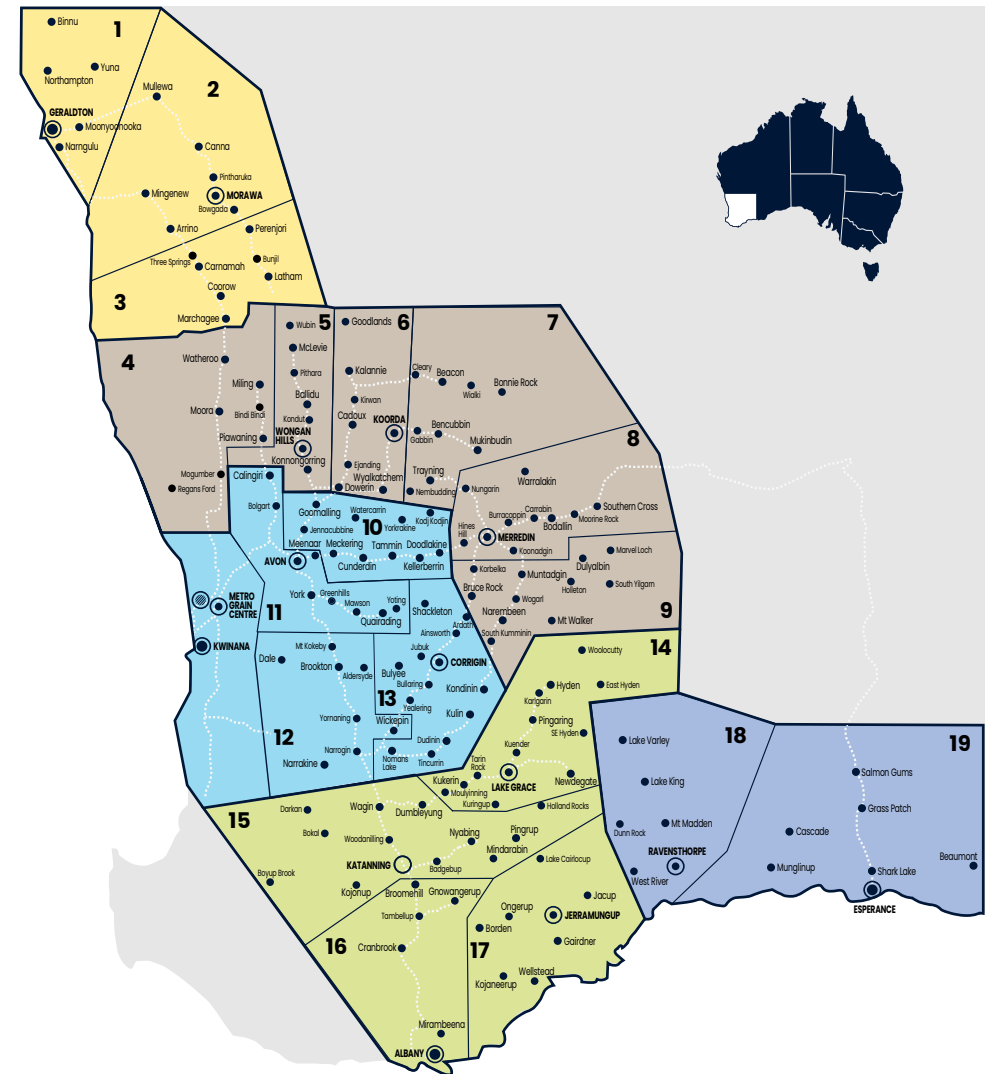 Binnu
1
Yuna
Northampton
2
Mullewa
GERALDTON
Moonyoonooka
Narngulu
Canna
Pintharuka
Mingenew
MORAWA
Bowgada
Arrino
Perenjori
Three Springs
Bunjil
Carnamah
Latham
Coorow
3
Marchagee
4
Wubin
5
Goodlands
6
7
McLevie
Watheroo
Pithara
Kalannie
Cleary
Beacon
Miling
Wialki
Bonnie Rock
Ballidu
Kirwan
Moora
Bindi Bindi
Kondut
Cadoux
KOORDA
WONGAN
HILLS
Gabbin
Bencubbin
Piawaning
Mukinbudin
8
Konnongorring
Ejanding
Mogumber
Calingiri
Wyalkatchem
Trayning
Warralakin
Regans Ford
Dowerin
Nembudding
Nungarin
Bolgart
Goomalling
Watercarrin
Southern Cross
10
Yorkrakine
Kodj Kodjin
Burracoppin
Carrabin
Moorine Rock
Jennacubbine
Hines
Hill
Bodallin
MERREDIN
Meenaar
Meckering
Tammin
Doodlakine
Koonadgin
Marvel Loch
AVON
Cunderdin
Kellerberrin
Dulyalbin
Korbelka
Muntadgin
Holleton
South Yilgarn
METRO
GRAIN
CENTRE
11
York
Greenhills
Mawson
Yoting
Quairading
Shackleton
Bruce Rock
Wogarl
9
Ardath
Narembeen
Mt Walker
Ainsworth
South Kumminin
KWINANA
Mt Kokeby
Jubuk
14
Woolocutty
Dale
Brookton
Aldersyde
Bulyee
CORRIGIN
Bullaring
Kondinin
Hyden
East Hyden
13
Karlgarin
Yealering
Yornaning
Wickepin
Kulin
Pingaring
SE Hyden
12
18
19
Dudinin
Kuender
Lake Varley
Narrogin
Nomans
Lake
Tincurrin
Narrakine
Tarin
Rock
LAKE GRACE
Newdegate
Salmon Gums
Kukerin
Moulyinning
Lake King
Kuringup
Holland Rocks
15
Darkan
Wagin
Dumbleyung
Grass Patch
Bokal
Woodanilling
Nyabing
Pingrup
Dunn Rock
Mt Madden
Cascade
Mindarabin
RAVENSTHORPE
KATANNING
Badgebup
Lake Cairlocup
Beaumont
Boyup Brook
West River
Munglinup
Shark Lake
Kojonup
Broomehill
Gnowangerup
Jacup
ESPERANCE
Tambellup
Ongerup
JERRAMUNGUP
Borden
16
Cranbrook
17
Gairdner
Kojaneerup
Wellstead
Mirambeena
ALBANY